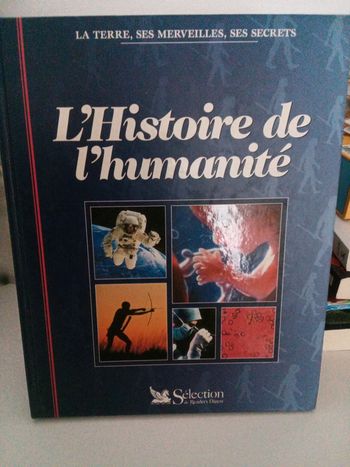 LA TERRE, SES MERVEILLES, SES SECRETS
L'Histoire de
l'humanité
Sélection
du Reader's Digest